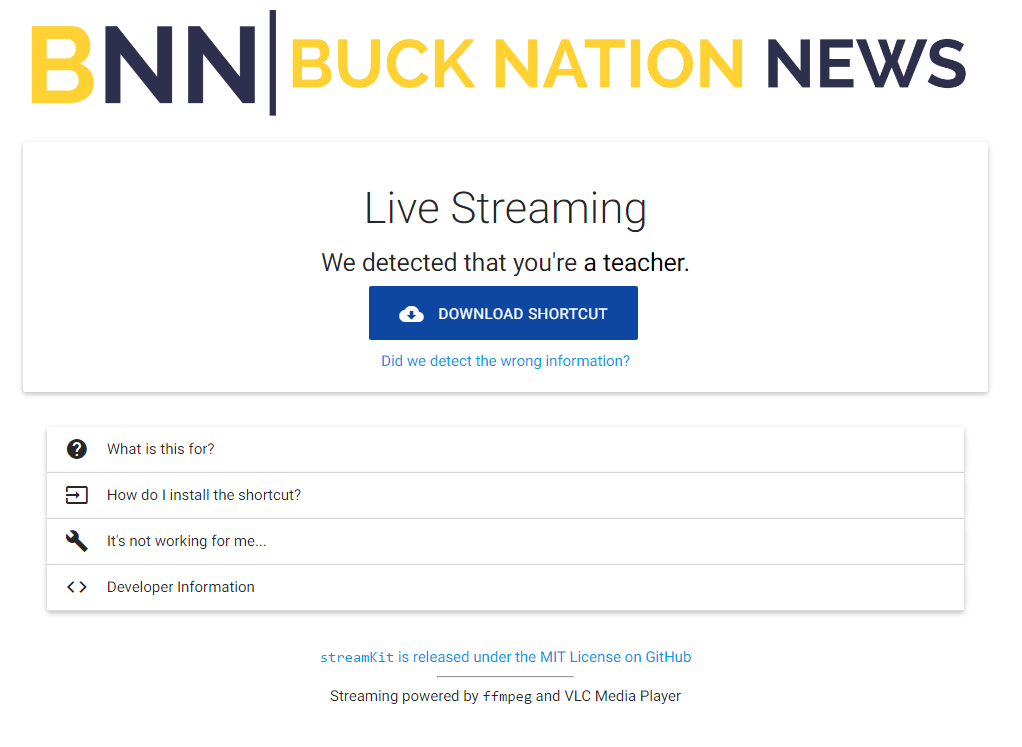 BNN|BUCK NATION NEWS
Live Streaming
We detected that you're a teacher.
DOWNLOAD SHORTCUT
Did we detect the wrong information?
What is this for?
How do I install the shortcut?
It's not working for me...
Developer Information
streamKit is released under the MIT License on GitHub
Streaming powered by ffmpeg and VLC Media Player